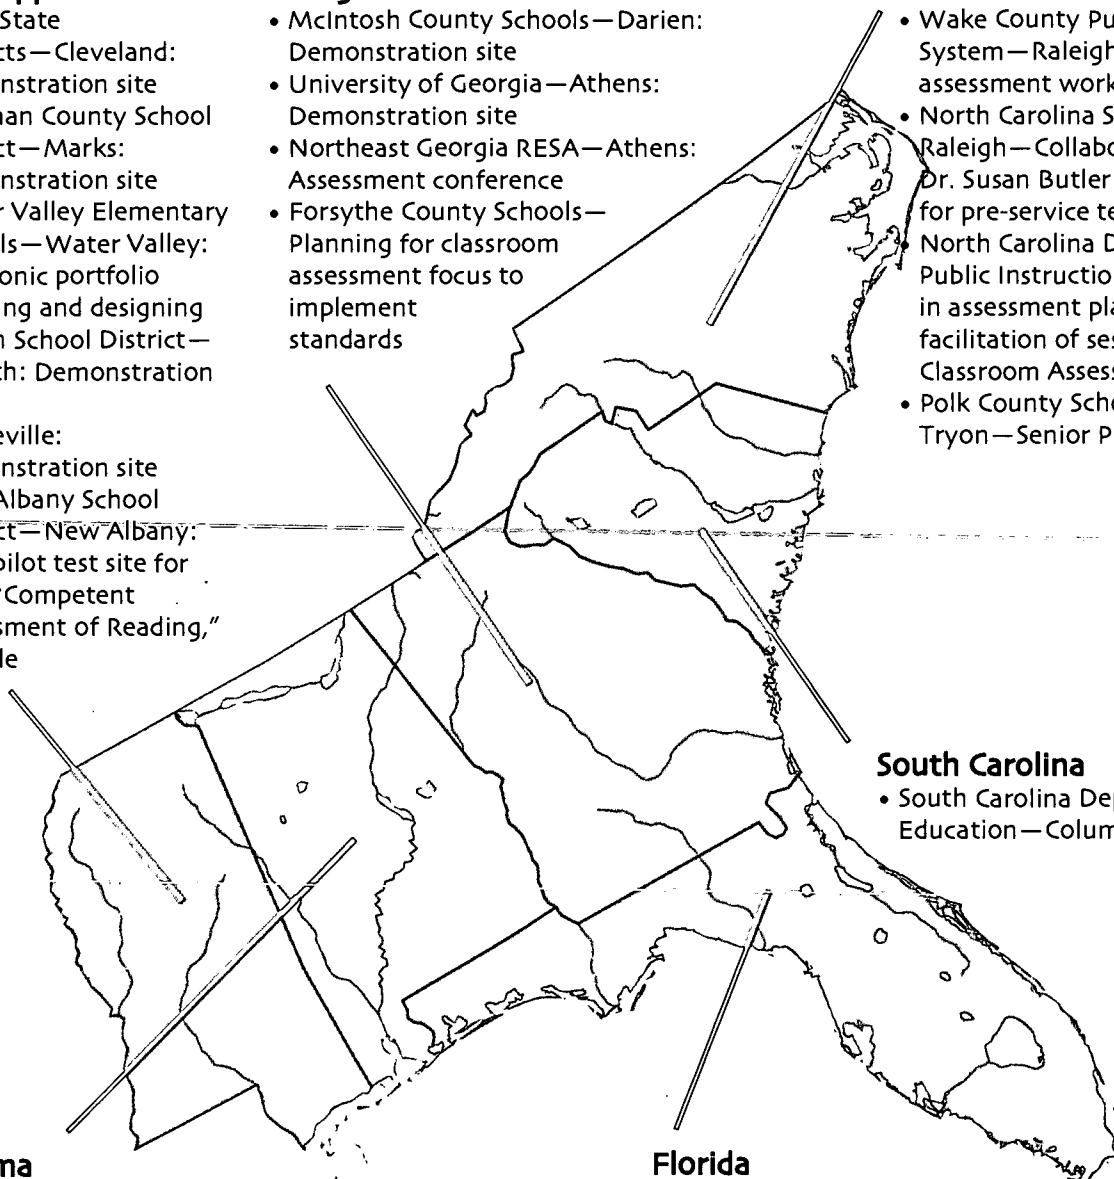 State
cts—Cleveland:
nstration site
nan County School
ct—Marks:
nstration site
r Valley Elementary
ls—Water Valley:
onic portfolio
ng and designing
n School District—
th: Demonstration
eville:
nstration site
Albany School
ct—New Albany:
pilot test site for
"Competent
sment of Reading,"
le
• McIntosh County Schools—Darien:
Demonstration site
• University of Georgia—Athens:
Demonstration site
• Northeast Georgia RESA—Athens:
Assessment conference
• Forsythe County Schools—
Planning for classroom
assessment focus to
implement
standards
• Wake County Pu
System—Raleigh
assessment work
• North Carolina S
Raleigh—Collabo
Dr. Susan Butler
for pre-service te
• North Carolina D
Public Instructio
in assessment pla
facilitation of ses
Classroom Assess
• Polk County Scho
Tryon—Senior P
South Carolina
• South Carolina De
Education—Colum
ma
Florida